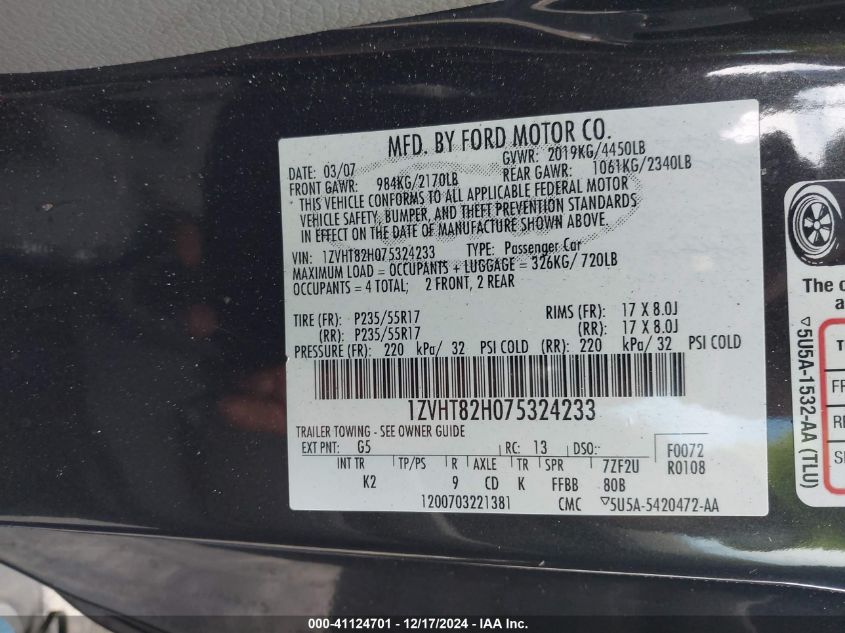 MFD. BY FORD MOTOR CO.
DATE: 03/07 GVWR: 2019KG/4450LB
FRONT GAWR: 984KG/2170LB REAR GAWR: 1061KG/2340LB
* THIS VEHICLE CONFORMS TO ALL APPLICABLE FEDERAL MOTOR
VEHICLE SAFETY, BUMPER, AND THEFT PREVENTION STANDARDS
IN EFFECT ON THE DATE OF MANUFACTURE SHOWN ABOVE.
VIN: 1ZVHT82H075324233 TYPE: Passenger Car
MAXIMUM LOAD = OCCUPANTS + LUGGAGE = 326KG/ 720LB
OCCUPANTS = 4 TOTAL; 2 FRONT, 2 REAR
TIRE (FR): P235/55R17 RIMS (FR): 17 X 8.0J
(RR): P235/55R17 (RR): 17 X 8.0J
PRESSURE (FR): 220 kPa/ 32 PSI COLD (RR): 220 kPa/ 32 PSI COLD
1ZVHT82H075324233
TRAILER TOWING - SEE OWNER GUIDE
EXT PNT: G5 RC: 13 DSO: F0072
INT TR TP/PS R AXLE TR SPR 7ZF2U R0108
K2 9 CD K FFBB 80B
1200703221381 CMC ▽5U5A-5420472-AA
The o
a
T
FR
RE
SP
▽5U5A-1532-AA (TLU)
000-41124701 - 12/17/2024 - IAA Inc.